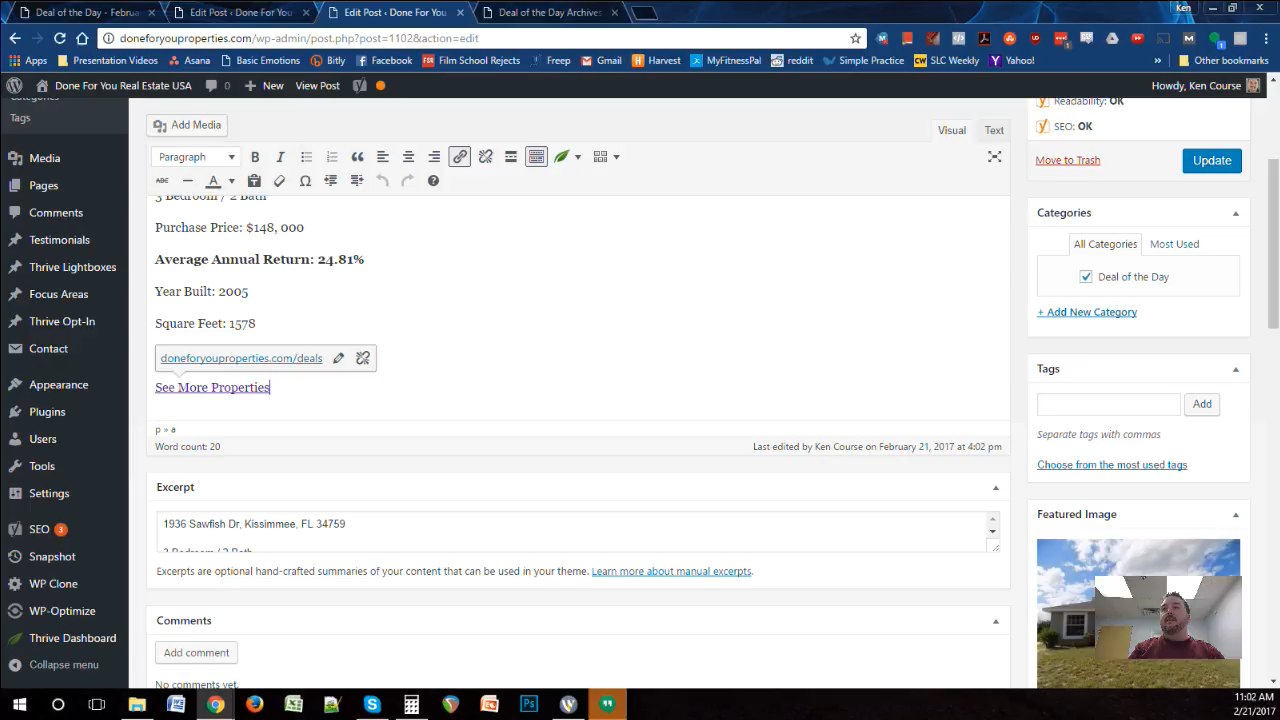 Deal of the Day - Februa
Edit Post ‹ Done For You
Edit Post ‹ Done For You
Deal of the Day Archives
Ken
doneforyouproperties.com/wp-admin/post.php?post=1102&action=edit
Apps
Presentation Videos
Asana
Basic Emotions
Bitly
Facebook
Film School Rejects
Freep
Gmail
Harvest
MyFitnessPal
reddit
Simple Practice
SLC Weekly
Yahoo!
»
Other bookmarks
Done For You Real Estate USA
New
View Post
Howdy, Ken Course
Tags
Media
Pages
Comments
Testimonials
Thrive Lightboxes
Focus Areas
Thrive Opt-In
Contact
Appearance
Plugins
Users
Tools
Settings
SEO 3
Snapshot
WP Clone
WP-Optimize
Thrive Dashboard
Collapse menu
Add Media
Visual
Text
Paragraph
B I
ABC
3 Bedroom / 2 Bath
Purchase Price: $148, 000
Average Annual Return: 24.81%
Year Built: 2005
Square Feet: 1578
doneforyouproperties.com/deals
See More Properties
p » a
Word count: 20
Last edited by Ken Course on February 21, 2017 at 4:02 pm
Excerpt
1936 Sawfish Dr, Kissimmee, FL 34759
3 Bedroom / 2 Bath
Excerpts are optional hand-crafted summaries of your content that can be used in your theme. Learn more about manual excerpts.
Comments
Add comment
No comments yet.
Readability: OK
SEO: OK
Move to Trash
Update
Categories
All Categories
Most Used
Deal of the Day
+ Add New Category
Tags
Add
Separate tags with commas
Choose from the most used tags
Featured Image
11:02 AM
2/21/2017